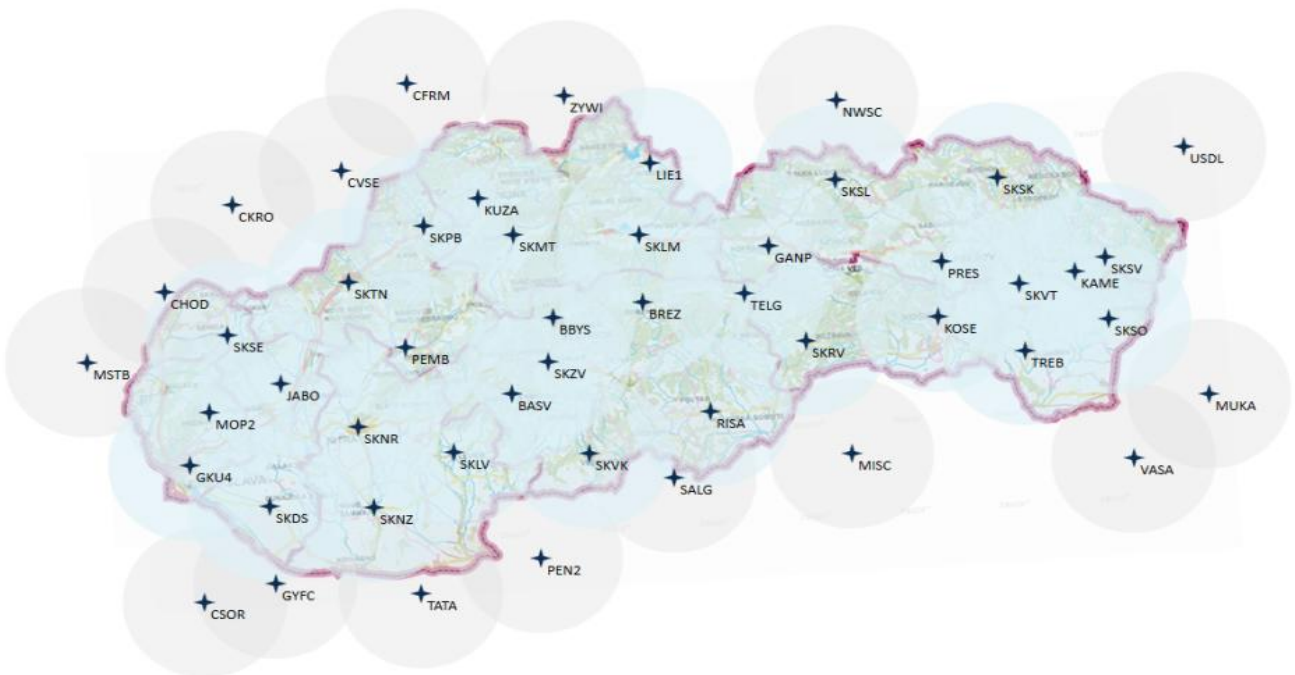 CFRM
ZYWI
NWSC
USDL
CVSE
LIE1
SKSL
SKSK
CKRO
KUZA
SKPB
SKMT
SKLM
GANP
PRES
SKSV
KAME
SKVT
CHOD
SKTN
BREZ
TELG
BBYS
KOSE
SKSO
SKSE
PEMB
SKZV
SKRV
TREB
MSTB
JABO
BASV
MUKA
MOP2
SKNR
RISA
SKLV
SKVK
MISC
VASA
GKU4
SALG
SKDS
SKNZ
PEN2
GYFC
TATA
CSOR